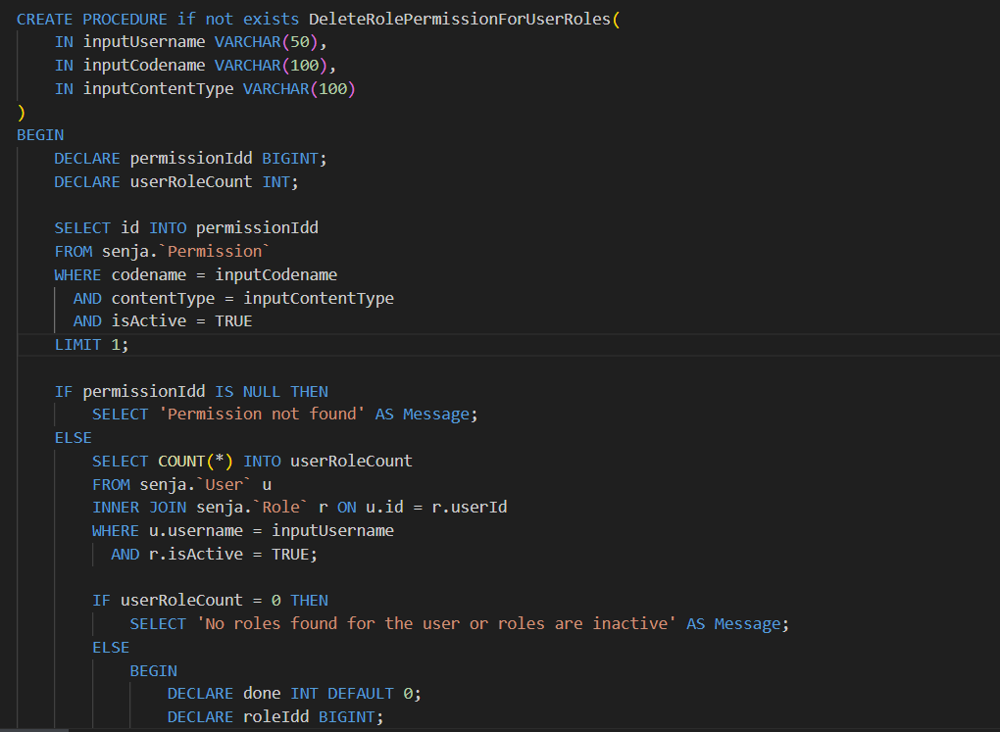 CREATE PROCEDURE if not exists DeleteRolePermissionForUserRoles(
    IN inputUsername VARCHAR(50),
    IN inputCodename VARCHAR(100),
    IN inputContentType VARCHAR(100)
)
BEGIN
    DECLARE permissionIdd BIGINT;
    DECLARE userRoleCount INT;

    SELECT id INTO permissionIdd
    FROM senja.`Permission`
    WHERE codename = inputCodename
      AND contentType = inputContentType
      AND isActive = TRUE
    LIMIT 1;

    IF permissionIdd IS NULL THEN
        SELECT 'Permission not found' AS Message;
    ELSE
        SELECT COUNT(*) INTO userRoleCount
        FROM senja.`User` u
        INNER JOIN senja.`Role` r ON u.id = r.userId
        WHERE u.username = inputUsername
          AND r.isActive = TRUE;

        IF userRoleCount = 0 THEN
            SELECT 'No roles found for the user or roles are inactive' AS Message;
        ELSE
            BEGIN
                DECLARE done INT DEFAULT 0;
                DECLARE roleIdd BIGINT;